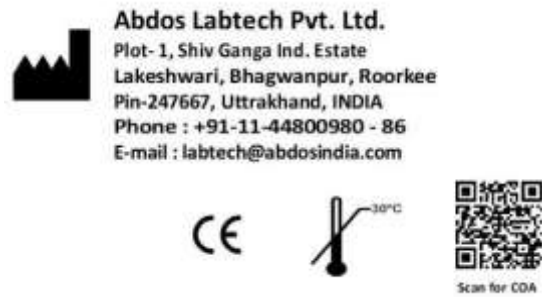 Abdos Labtech Pvt. Ltd.
Plot- 1, Shiv Ganga Ind. Estate
Lakeshwari, Bhagwanpur, Roorkee
Pin-247667, Uttrakhand, INDIA
Phone : +91-11-44800980 - 86
E-mail : labtech@abdosindia.com
CE
30°C
Scan for COA